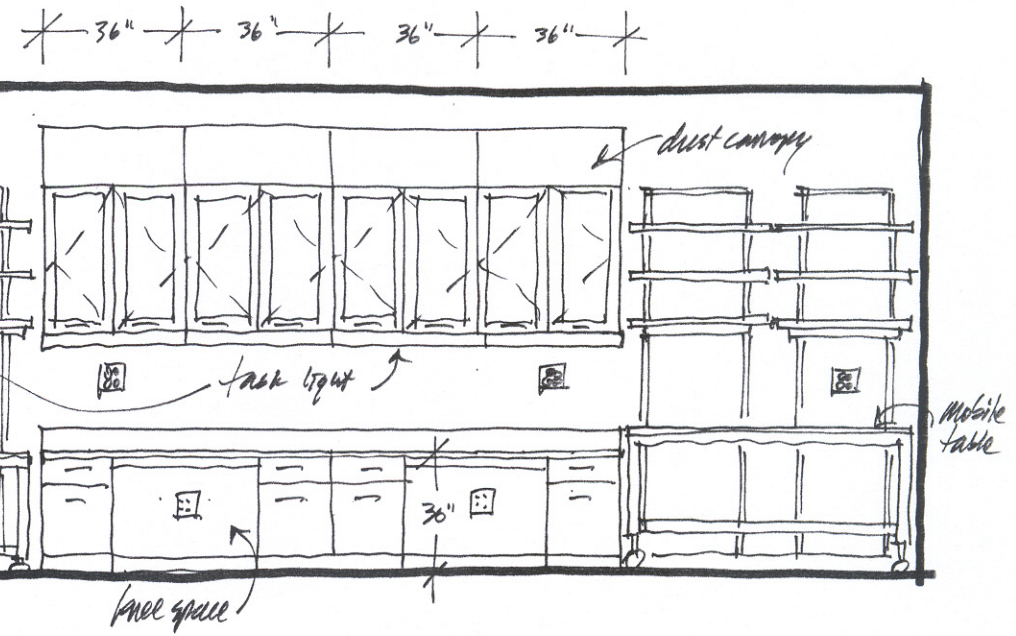 36" 36" 36" 36"
dust canopy
task light
mobile
table
36"
knee space